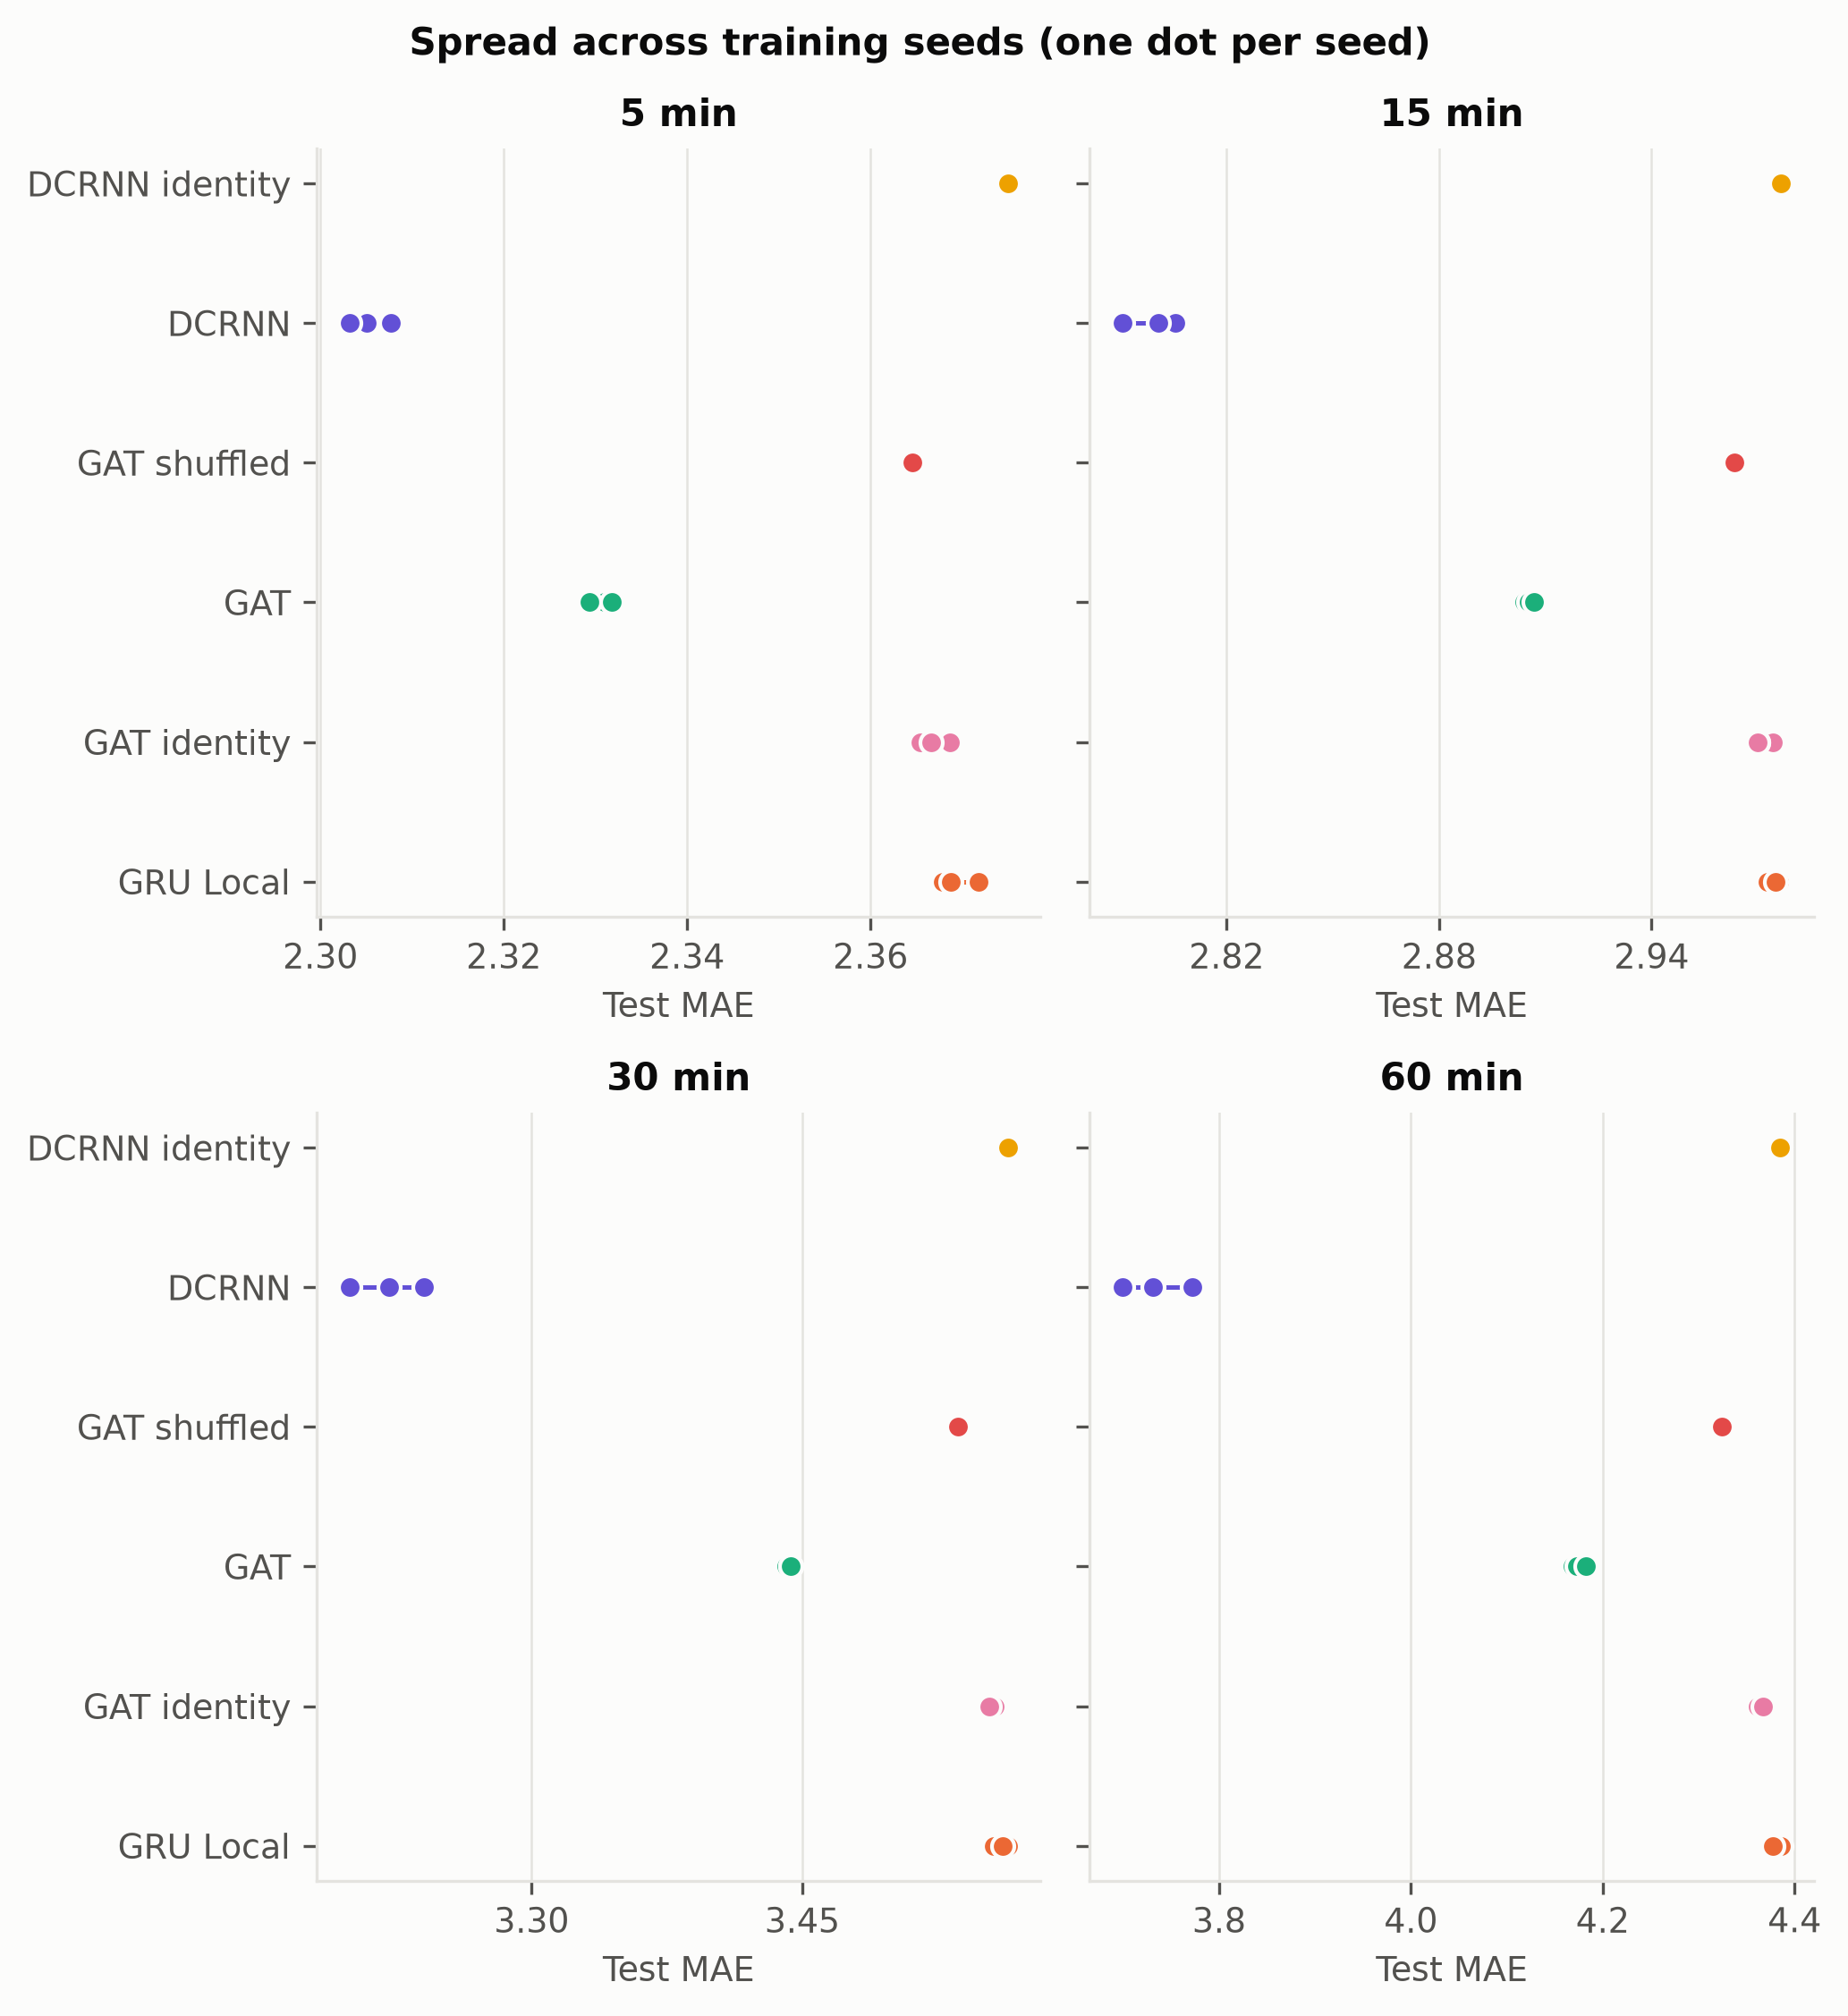 Spread across training seeds (one dot per seed)
5 min
15 min
DCRNN identity
DCRNN
GAT shuffled
GAT
GAT identity
GRU Local
2.30 2.32 2.34 2.36
2.82 2.88 2.94
Test MAE
Test MAE
30 min
60 min
DCRNN identity
DCRNN
GAT shuffled
GAT
GAT identity
GRU Local
3.30 3.45
3.8 4.0 4.2 4.4
Test MAE
Test MAE